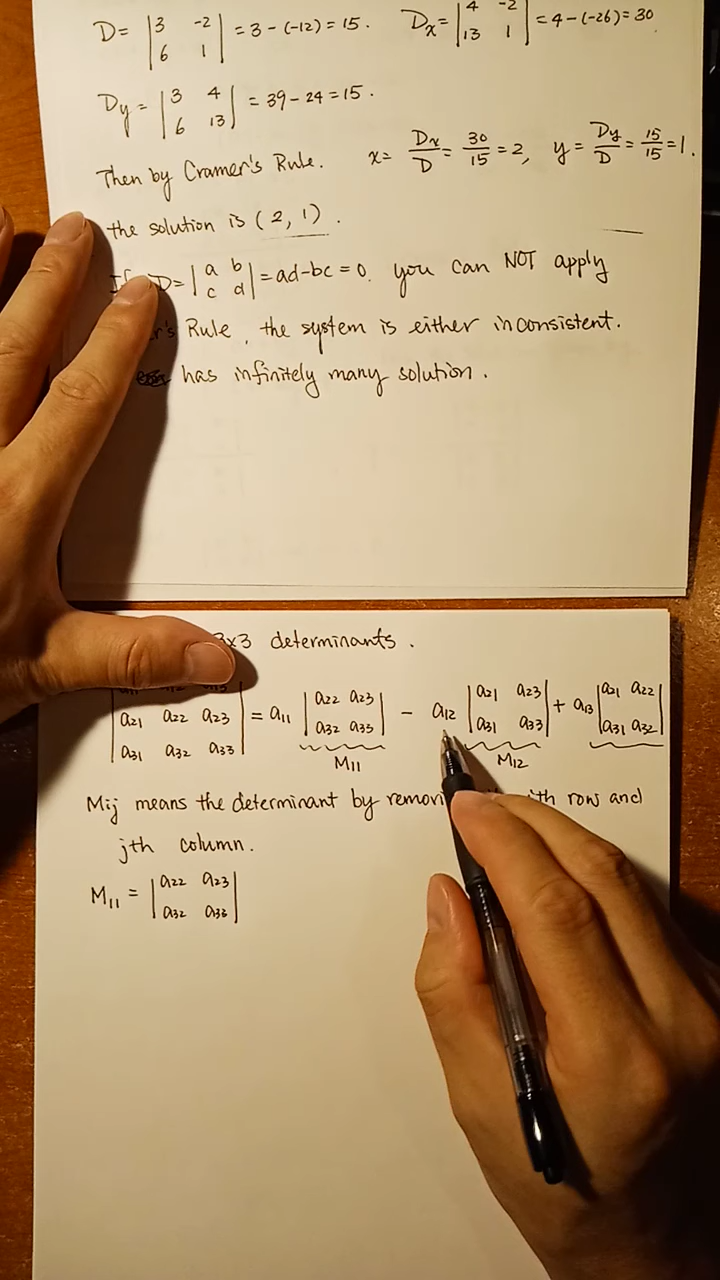 D = | 3 -2 ; 6 1 | = 3 - (-12) = 15. Dx = | 4 -2 ; 13 1 | = 4 - (-26) = 30
Dy = | 3 4 ; 6 13 | = 39 - 24 = 15.
Then by Cramer's Rule. x = Dx/D = 30/15 = 2, y = Dy/D = 15/15 = 1.
the solution is (2, 1).
D = | a b ; c d | = ad - bc = 0. you can NOT apply
's Rule, the system is either inconsistent.
has infinitely many solution.
3x3 determinants.
a21 a22 a23 ; a31 a32 a33 | = a11 | a22 a23 ; a32 a33 | - a12 | a21 a23 ; a31 a33 | + a13 | a21 a22 ; a31 a32 |
M11 M12
Mij means the determinant by ith row and
jth column.
M11 = | a22 a23 ; a32 a33 |